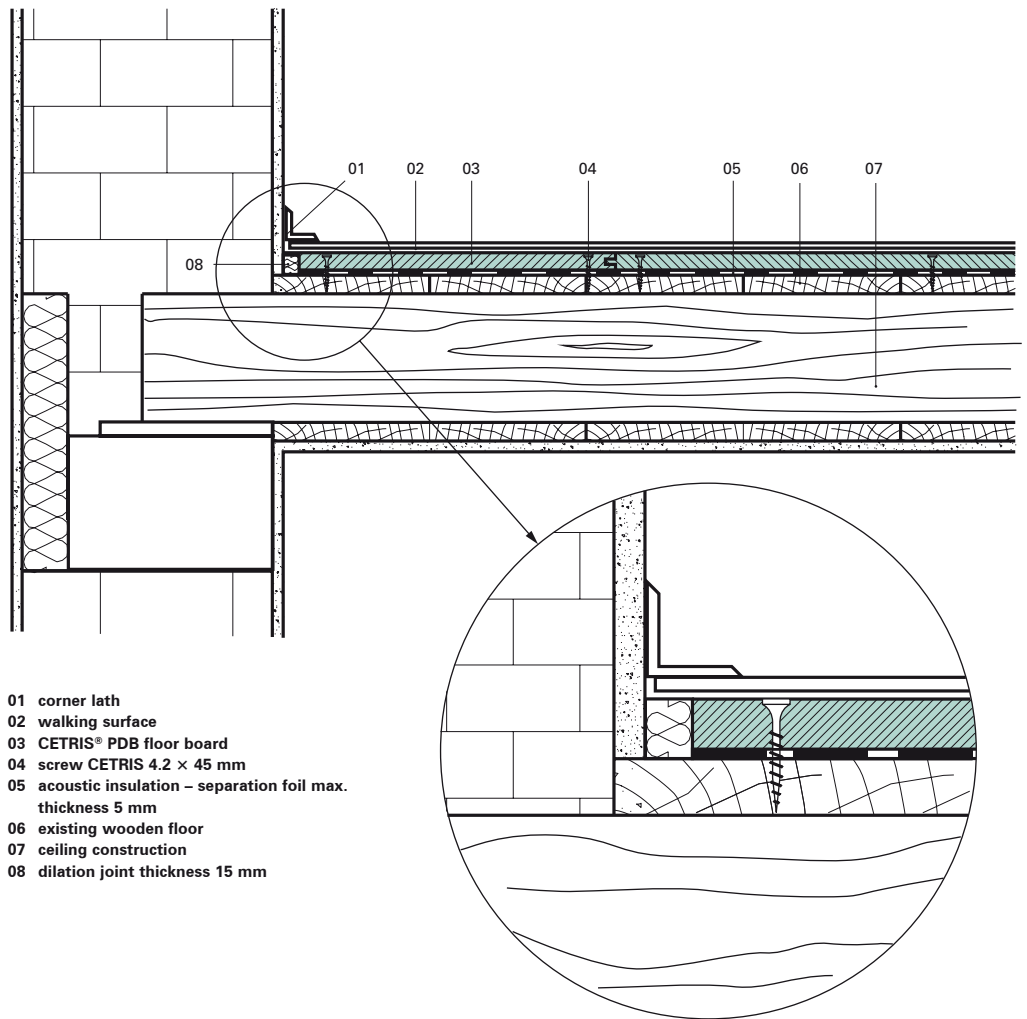 01 02 03 04 05 06 07
08
01 corner lath
02 walking surface
03 CETRIS® PDB floor board
04 screw CETRIS 4.2 × 45 mm
05 acoustic insulation – separation foil max.
thickness 5 mm
06 existing wooden floor
07 ceiling construction
08 dilation joint thickness 15 mm